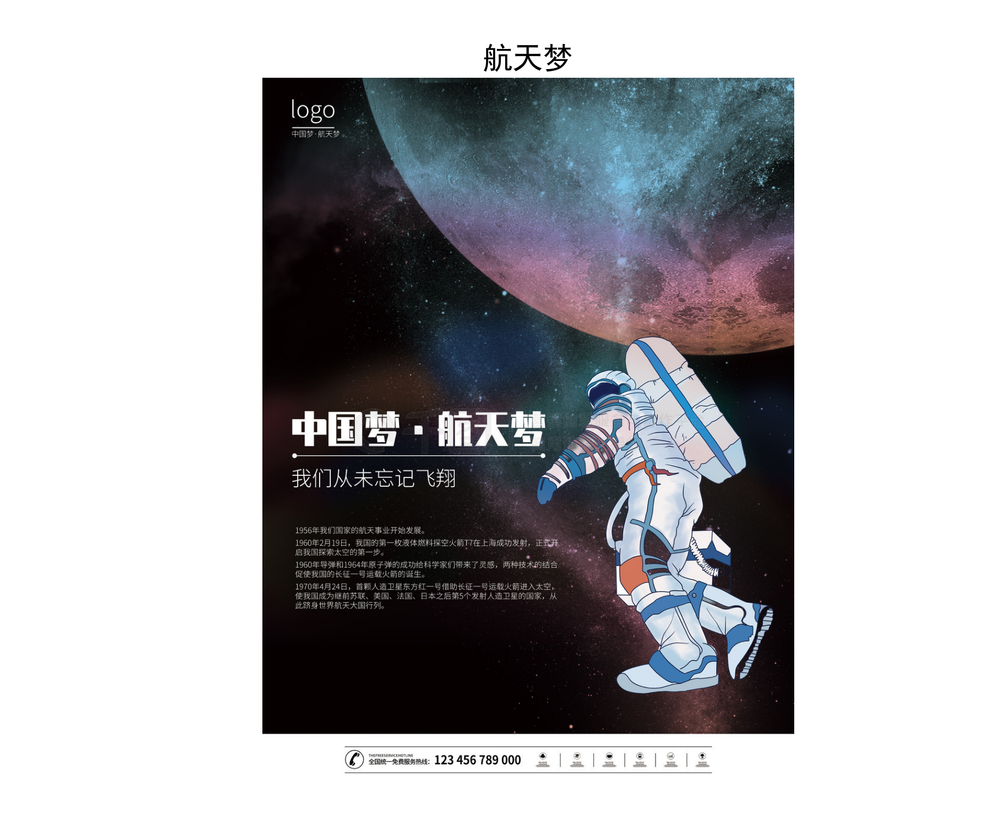 航天梦
logo
中国梦·航天梦
中国梦·航天梦
我们从未忘记飞翔
1956年我们国家的航天事业开始发展。
1960年2月19日，我国的第一枚液体燃料探空火箭T7在上海成功发射，正式开
启我国探索太空的第一步。
1960年导弹和1964年原子弹的成功给科学家们带来了灵感，两种技术的结合
促使我国的长征一号运载火箭的诞生。
1970年4月24日，首颗人造卫星东方红一号借助长征一号运载火箭进入太空，
使我国成为继前苏联、美国、法国、日本之后第5个发射人造卫星的国家，从
此跻身世界航天大国行列。
THEFREESERVICEHOTLINE
全国统一免费服务热线：123 456 789 000